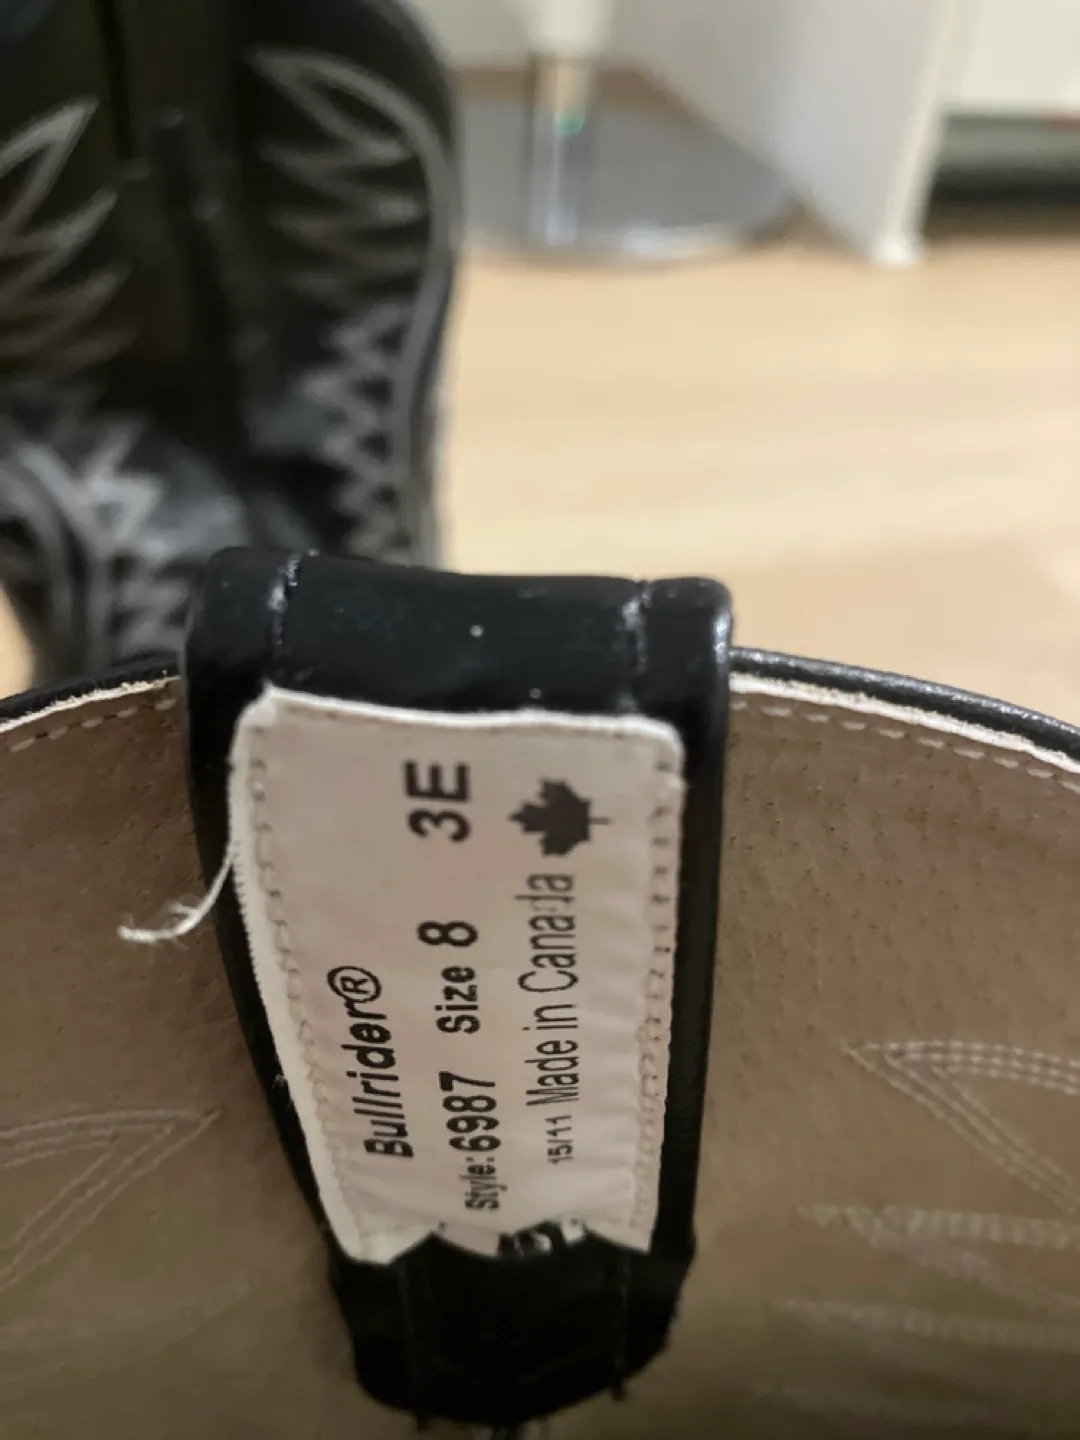 Bullrider®
Style: 6987 Size 8 3E
15/11 Made in Canada